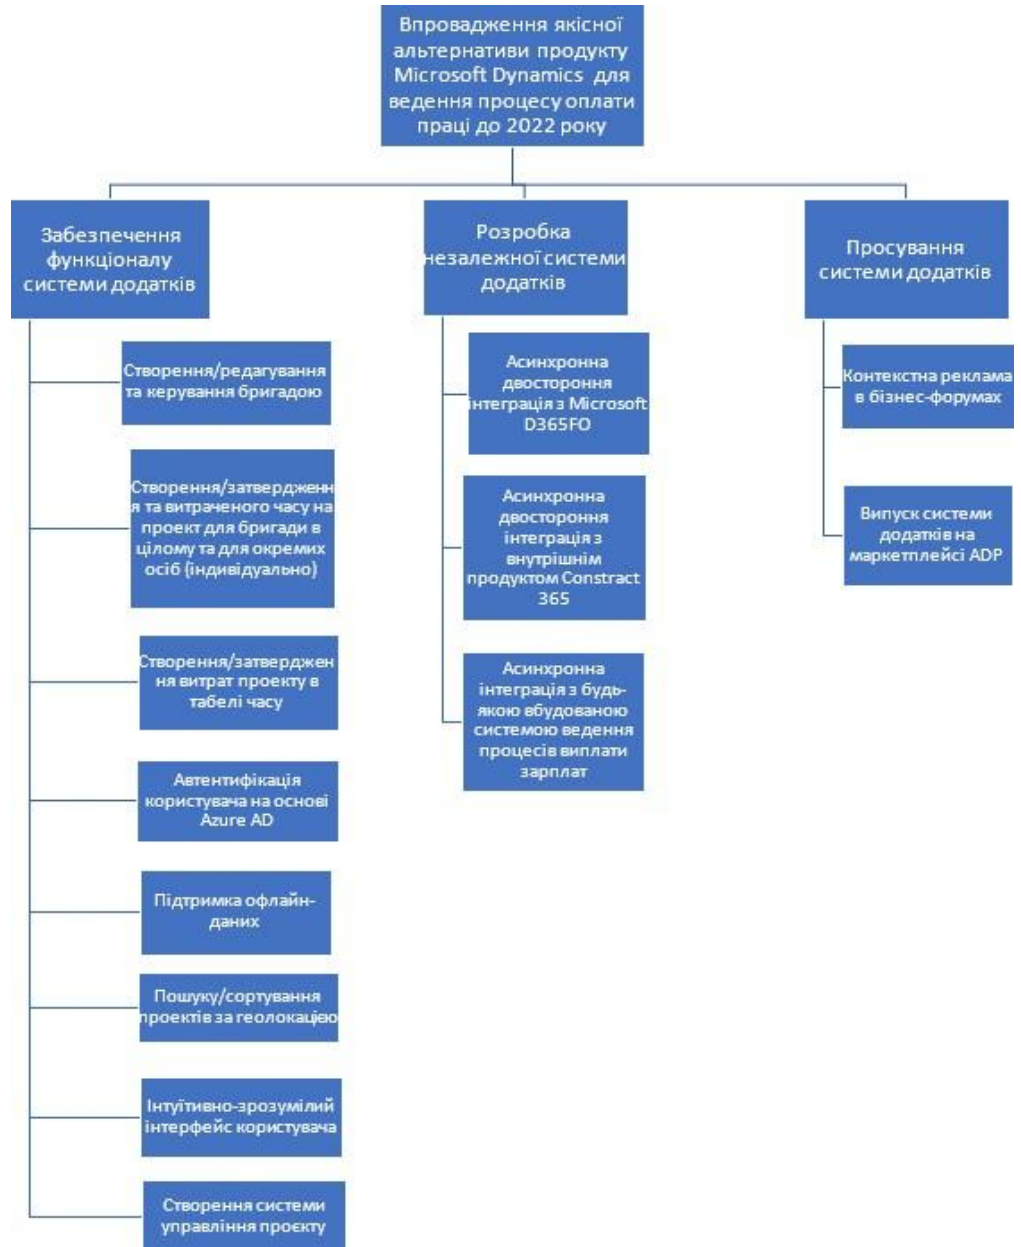 Впровадження якісної
альтернативи продукту
Microsoft Dynamics для
ведення процесу оплати
праці до 2022 року
Забезпечення
функціоналу
системи додатків
Створення/редагування
та керування бригадою
Створення/затвердженн
я та витраченого часу на
проект для бригади в
цілому та для окремих
осіб (індивідуально)
Створення/затверджен
ня витрат проекту в
табелі часу
Автентифікація
користувача на основі
Azure AD
Підтримка офлайн-
даних
Пошуку/сортування
проектів за геолокацією
Інтуїтивно-зрозумілий
інтерфейс користувача
Створення системи
управління проєкту
Розробка
незалежної системи
додатків
Асинхронна
двостороння
інтеграція з Microsoft
D365FO
Асинхронна
двостороння
інтеграція з
внутрішнім
продуктом Constract
365
Асинхронна
інтеграція з будь-
якою вбудованою
системою ведення
процесів виплати
зарплат
Просування
системи додатків
Контекстна реклама
в бізнес-форумах
Випуск системи
додатків на
маркетплейсі ADP